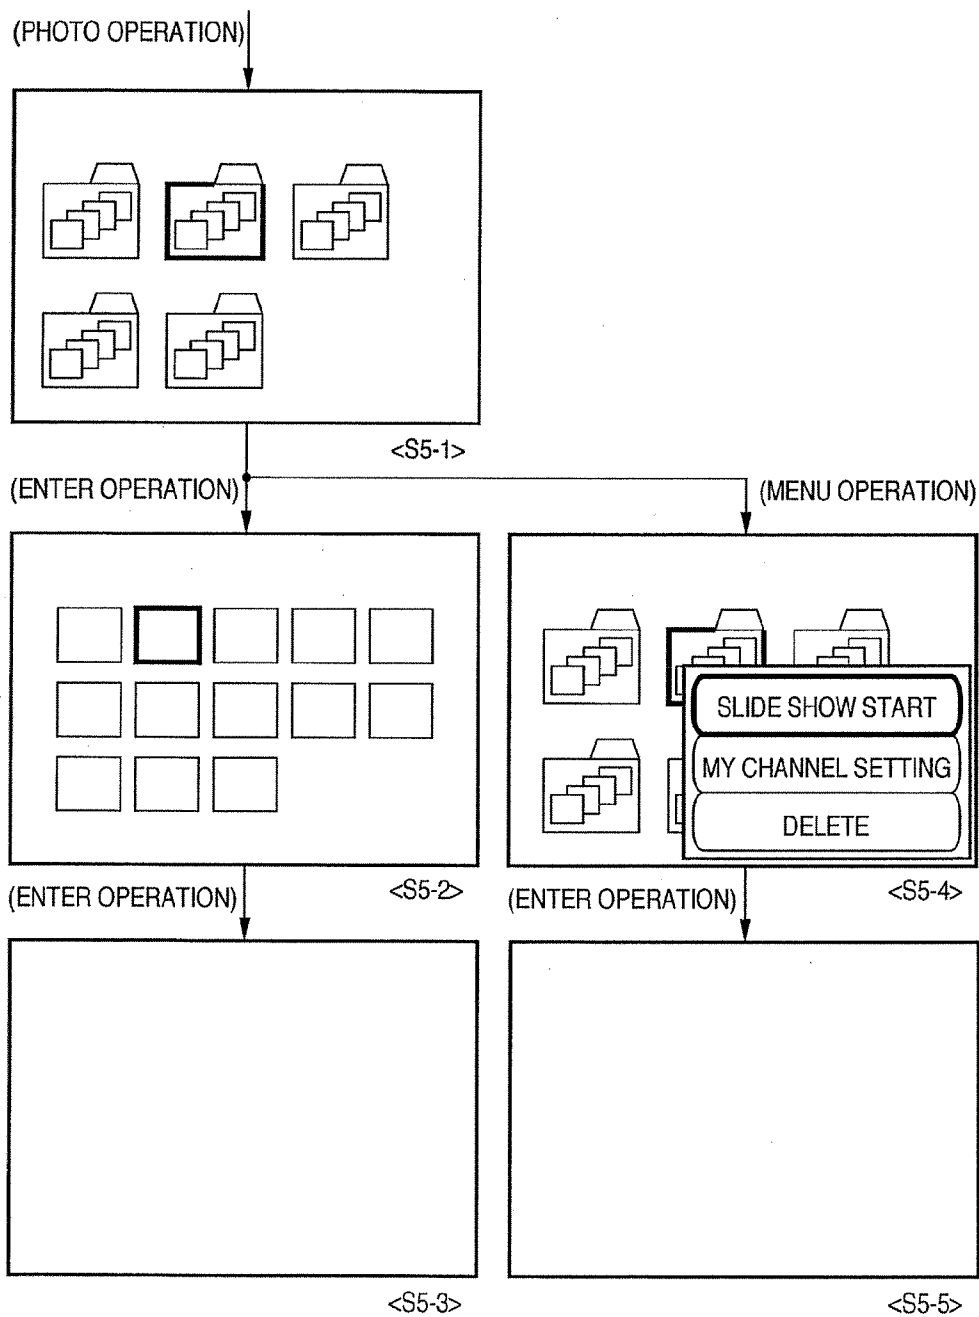 (PHOTO OPERATION)
<S5-1>
(ENTER OPERATION)
(MENU OPERATION)
SLIDE SHOW START
MY CHANNEL SETTING
DELETE
<S5-2>
<S5-4>
(ENTER OPERATION)
(ENTER OPERATION)
<S5-3>
<S5-5>